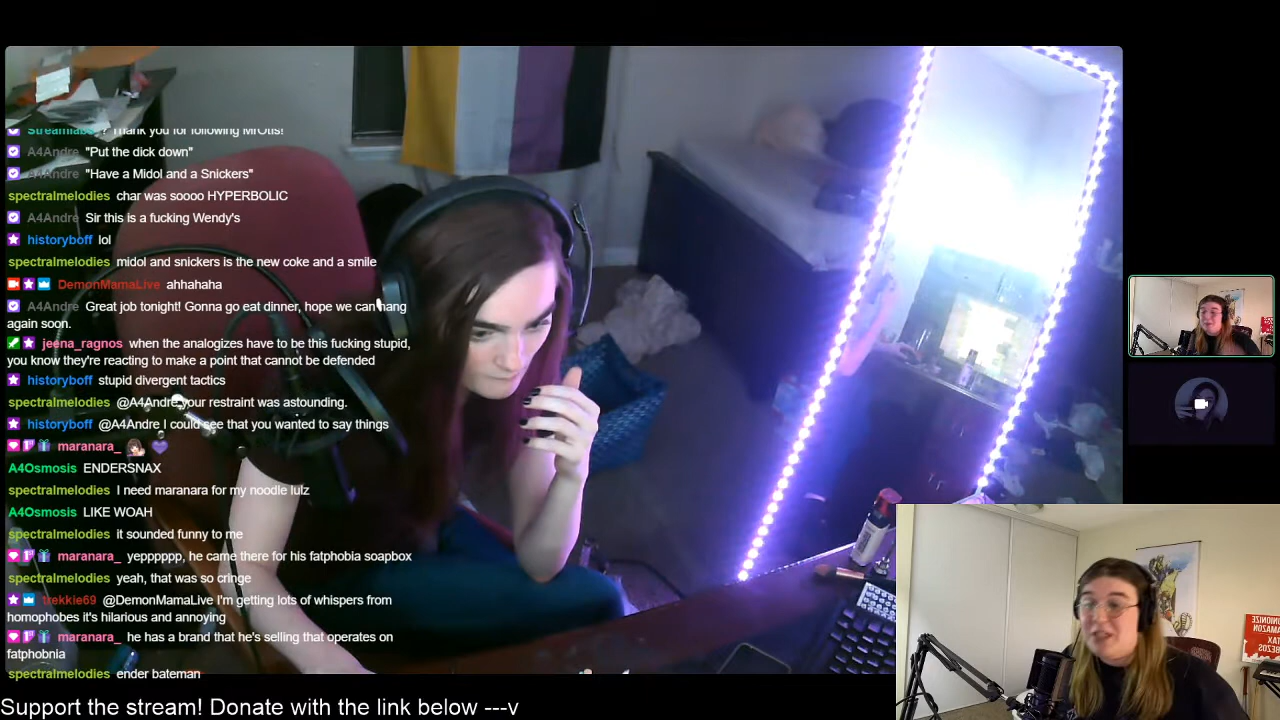 Streamlabs ? Thank you for following MrOtis!
A4Andre "Put the dick down"
A4Andre "Have a Midol and a Snickers"
spectralmelodies char was soooo HYPERBOLIC
A4Andre Sir this is a fucking Wendy's
historyboff lol
spectralmelodies midol and snickers is the new coke and a smile
DemonMamaLive ahhahaha
A4Andre Great job tonight! Gonna go eat dinner, hope we can hang
again soon.
jeena_ragnos when the analogizes have to be this fucking stupid,
you know they're reacting to make a point that cannot be defended
historyboff stupid divergent tactics
spectralmelodies @A4Andre your restraint was astounding.
historyboff @A4Andre I could see that you wanted to say things
maranara_
A4Osmosis ENDERSNAX
spectralmelodies I need maranara for my noodle lulz
A4Osmosis LIKE WOAH
spectralmelodies it sounded funny to me
maranara_ yepppppp, he came there for his fatphobia soapbox
spectralmelodies yeah, that was so cringe
trekkie69 @DemonMamaLive I'm getting lots of whispers from
homophobes it's hilarious and annoying
maranara_ he has a brand that he's selling that operates on
fatphobnia
spectralmelodies ender bateman
Support the stream! Donate with the link below ---v
UNIONIZE
AMAZON
TAX
BEZOS